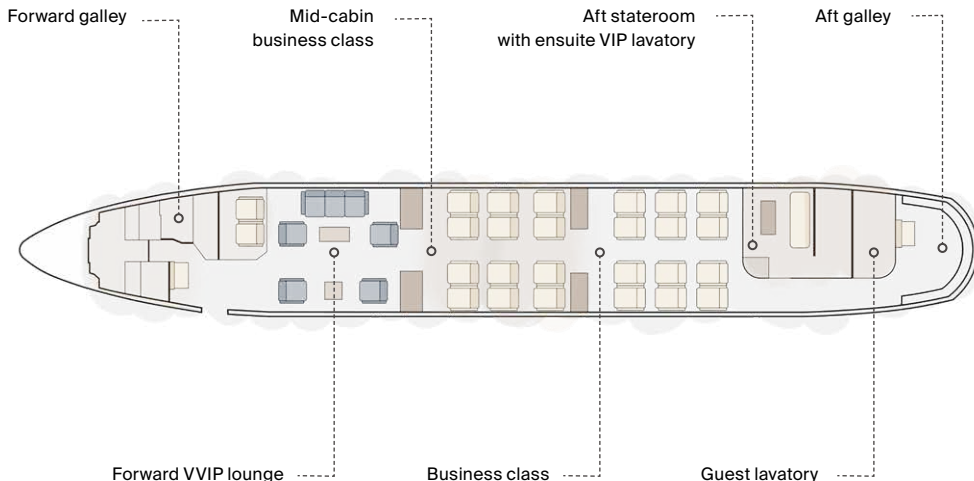 Forward galley
Mid-cabin
business class
Aft stateroom
with ensuite VIP lavatory
Aft galley
Forward VVIP lounge
Business class
Guest lavatory